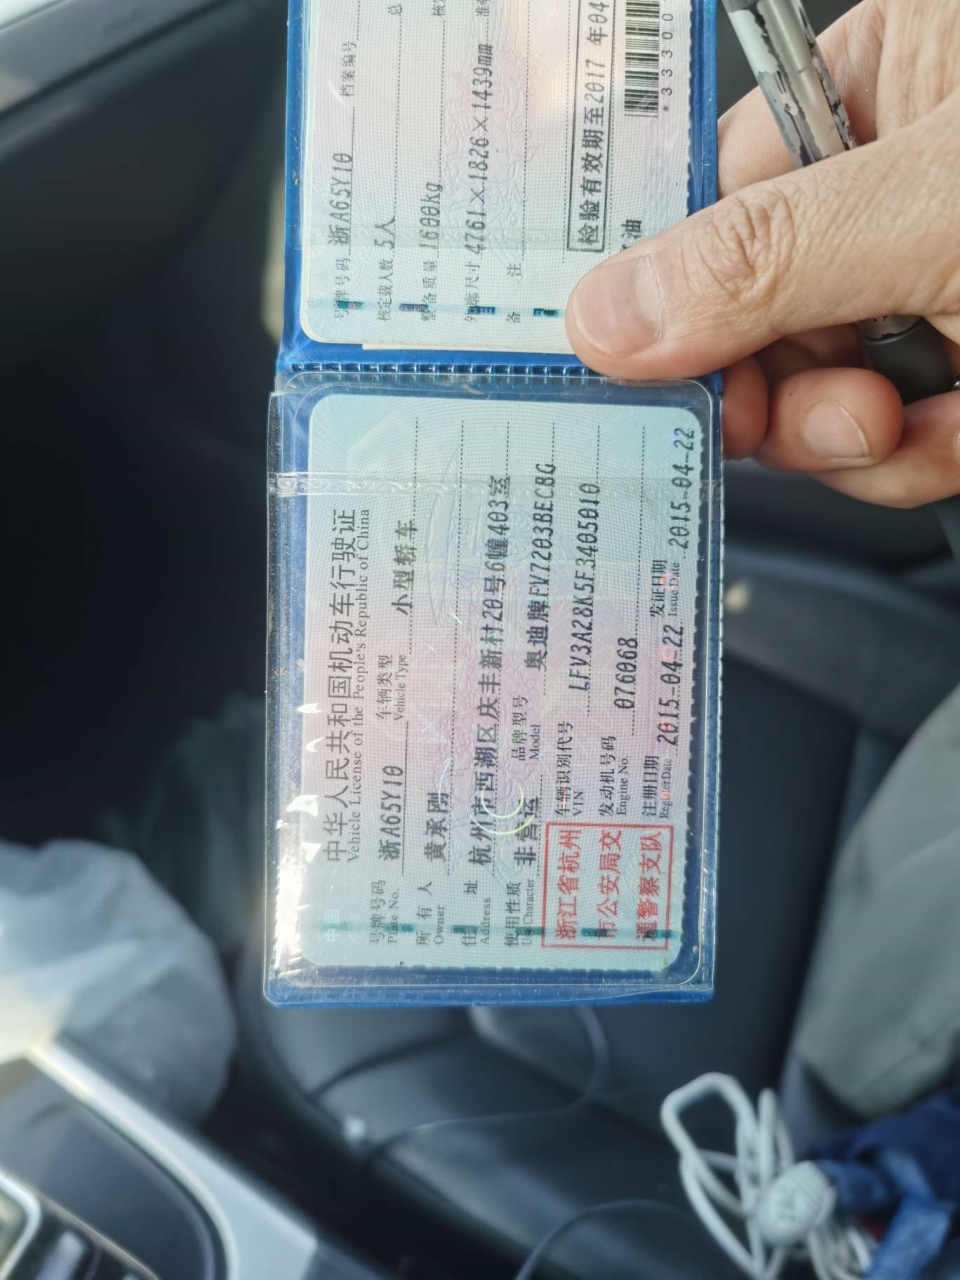 中华人民共和国机动车行驶证
Vehicle License of the People's Republic of China
号牌号码 浙A65Y10 车辆类型 小型轿车
Plate No. Vehicle Type
所有人 黄承刚
Owner
住址 杭州市西湖区庆丰新村20号6幢403室
Address
使用性质 非营运 品牌型号 奥迪牌FV7203BECBG
Use Character Model
浙江省杭州
市公安局交
通警察支队
车辆识别代号 LFV3A28K5F3405010
VIN
发动机号码 076068
Engine No.
注册日期 2015-04-22 发证日期 2015-04-22
Register Date Issue Date
号牌号码 浙A65Y10 档案编号
核定载人数 5人 总
整备质量 1600kg 核
外廓尺寸 4761×1826×1439mm 准
备注
检验有效期至2017 年04
油
*33300